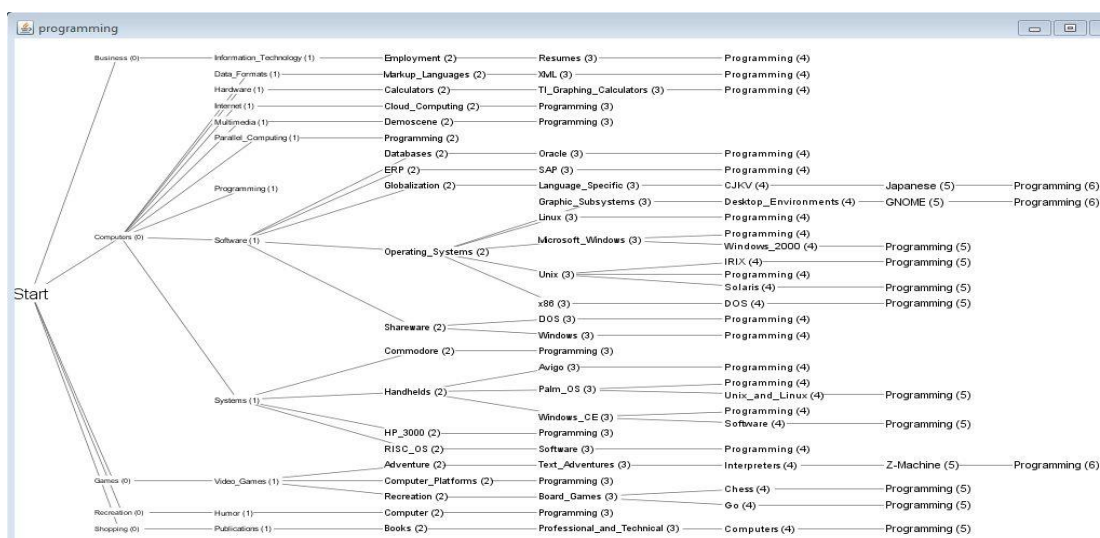 programming
Business (0) Information_Technology (1) Employment (2) Resumes (3) Programming (4)
Data_Formats (1) Markup_Languages (2) XML (3) Programming (4)
Hardware (1) Calculators (2) TI_Graphing_Calculators (3) Programming (4)
Internet (1) Cloud_Computing (2) Programming (3)
Multimedia (1) Demoscene (2) Programming (3)
Parallel_Computing (1) Programming (2)
Databases (2) Oracle (3) Programming (4)
ERP (2) SAP (3) Programming (4)
Programming (1) Globalization (2) Language_Specific (3) CJKV (4) Japanese (5) Programming (6)
Graphic_Subsystems (3) Desktop_Environments (4) GNOME (5) Programming (6)
Linux (3) Programming (4)
Computers (0) Software (1) Operating_Systems (2) Microsoft_Windows (3) Programming (4)
Windows_2000 (4) Programming (5)
IRIX (4) Programming (5)
Unix (3) Programming (4)
Solaris (4) Programming (5)
Start
x86 (3) DOS (4) Programming (5)
Shareware (2) DOS (3) Programming (4)
Windows (3) Programming (4)
Commodore (2) Programming (3)
Avigo (3) Programming (4)
Systems (1) Handhelds (2) Palm_OS (3) Programming (4)
Unix_and_Linux (4) Programming (5)
Windows_CE (3) Programming (4)
Software (4) Programming (5)
HP_3000 (2) Programming (3)
RISC_OS (2) Software (3) Programming (4)
Adventure (2) Text_Adventures (3) Interpreters (4) Z-Machine (5) Programming (6)
Games (0) Video_Games (1) Computer_Platforms (2) Programming (3)
Recreation (2) Board_Games (3) Chess (4) Programming (5)
Go (4) Programming (5)
Recreation (0) Humor (1) Computer (2) Programming (3)
Shopping (0) Publications (1) Books (2) Professional_and_Technical (3) Computers (4) Programming (5)